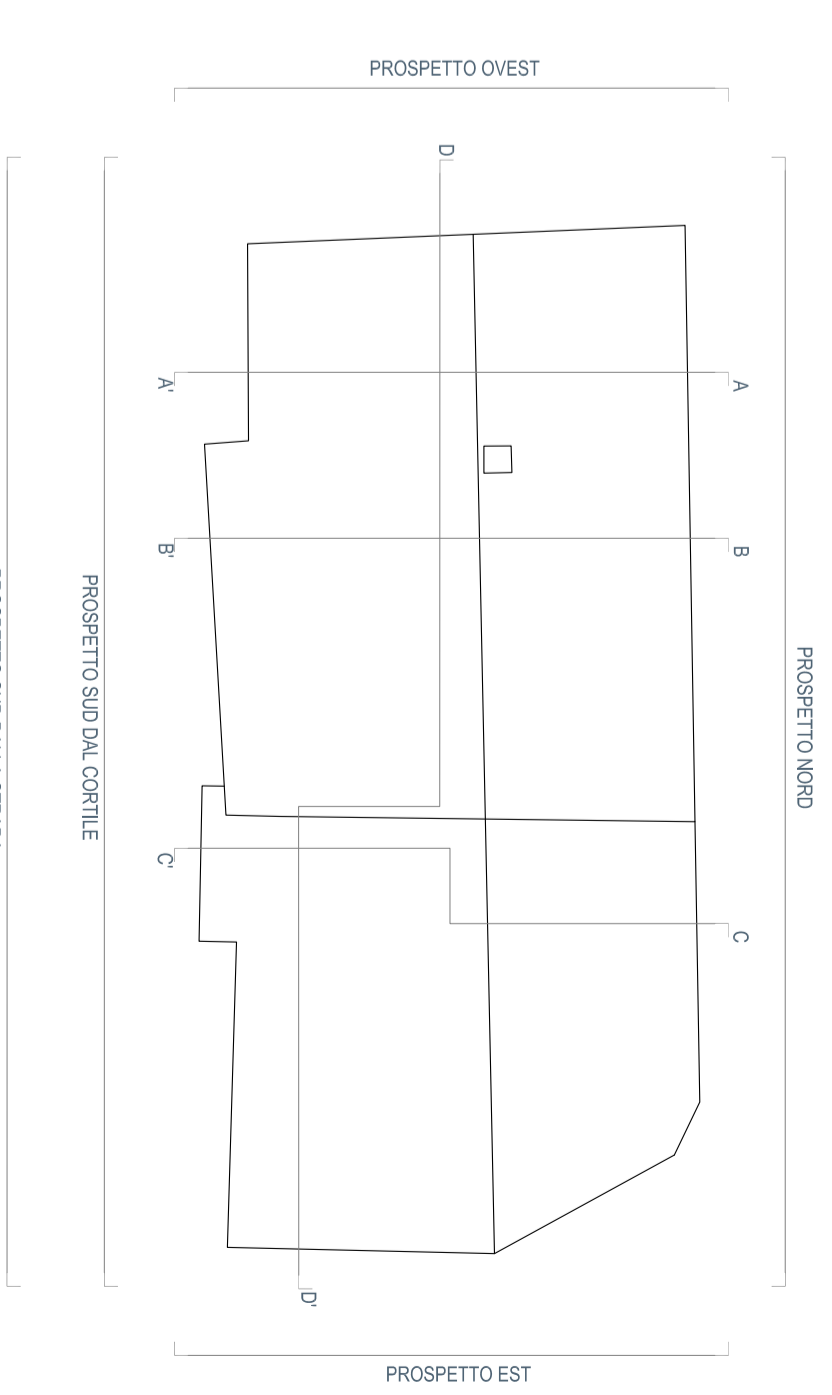 PROSPETTO OVEST
D
A'
A
B'
B
PROSPETTO SUD DAL CORTILE
PROSPETTO NORD
C'
C
D'
PROSPETTO EST